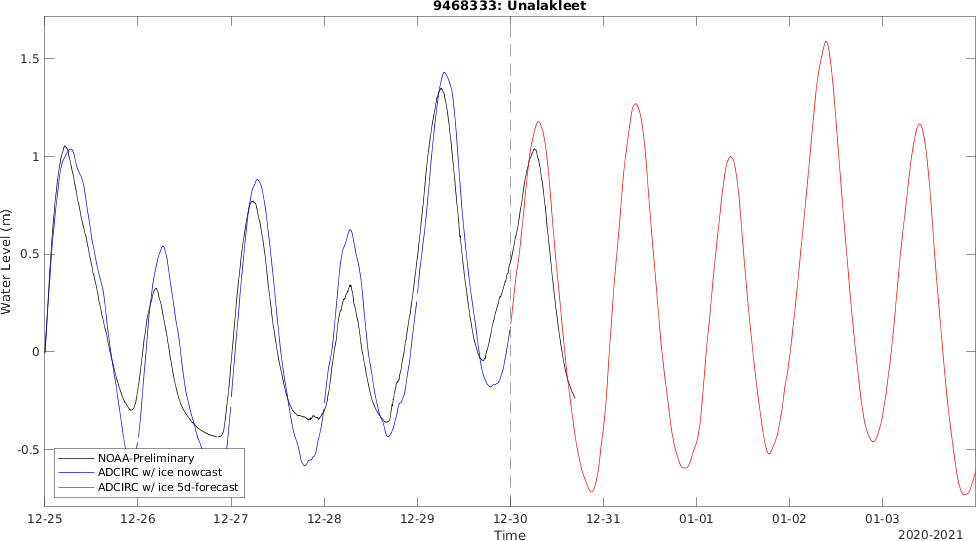 9468333: Unalakleet
Water Level (m)
1.5
1
0.5
0
-0.5
NOAA-Preliminary
ADCIRC w/ ice nowcast
ADCIRC w/ ice 5d-forecast
12-25 12-26 12-27 12-28 12-29 12-30 12-31 01-01 01-02 01-03
Time
2020-2021